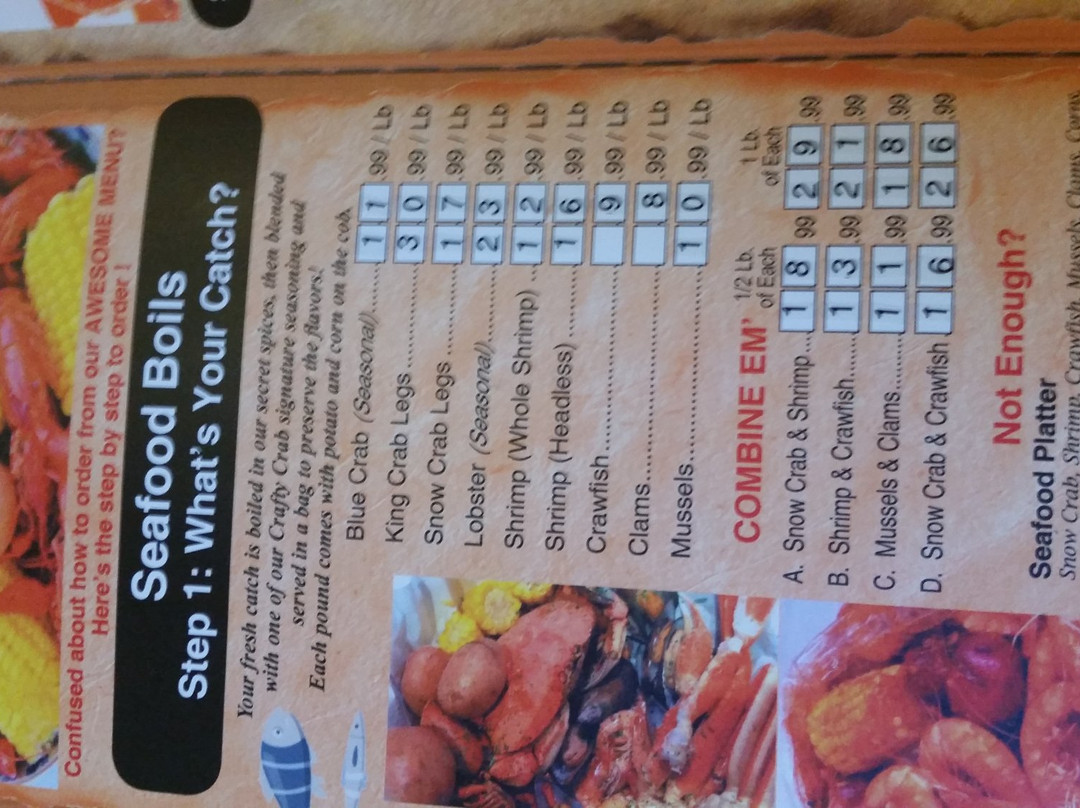 Confused about how to order from our AWESOME MENU?
Here's the step by step to order !
Seafood Boils
Step 1: What's Your Catch?
Your fresh catch is boiled in our secret spices, then blended
with one of our Crafty Crab signature seasoning and
served in a bag to preserve the flavors!
Each pound comes with potato and corn on the cob.
Blue Crab (Seasonal)........11.99 / Lb
King Crab Legs..................30.99 / Lb
Snow Crab Legs................17.99 / Lb
Lobster (Seasonal)............23.99 / Lb
Shrimp (Whole Shrimp) ...12.99 / Lb
Shrimp (Headless)............16.99 / Lb
Crawfish............................9.99 / Lb
Clams................................8.99 / Lb
Mussels.............................10.99 / Lb
COMBINE EM' 1/2 Lb. of Each 1 Lb. of Each
A. Snow Crab & Shrimp...18.99 29.99
B. Shrimp & Crawfish......13.99 21.99
C. Mussels & Clams........11.99 18.99
D. Snow Crab & Crawfish 16.99 26.99
Not Enough?
Seafood Platter
Snow Crab, Shrimp, Crawfish, Mussels, Clams, Corns,